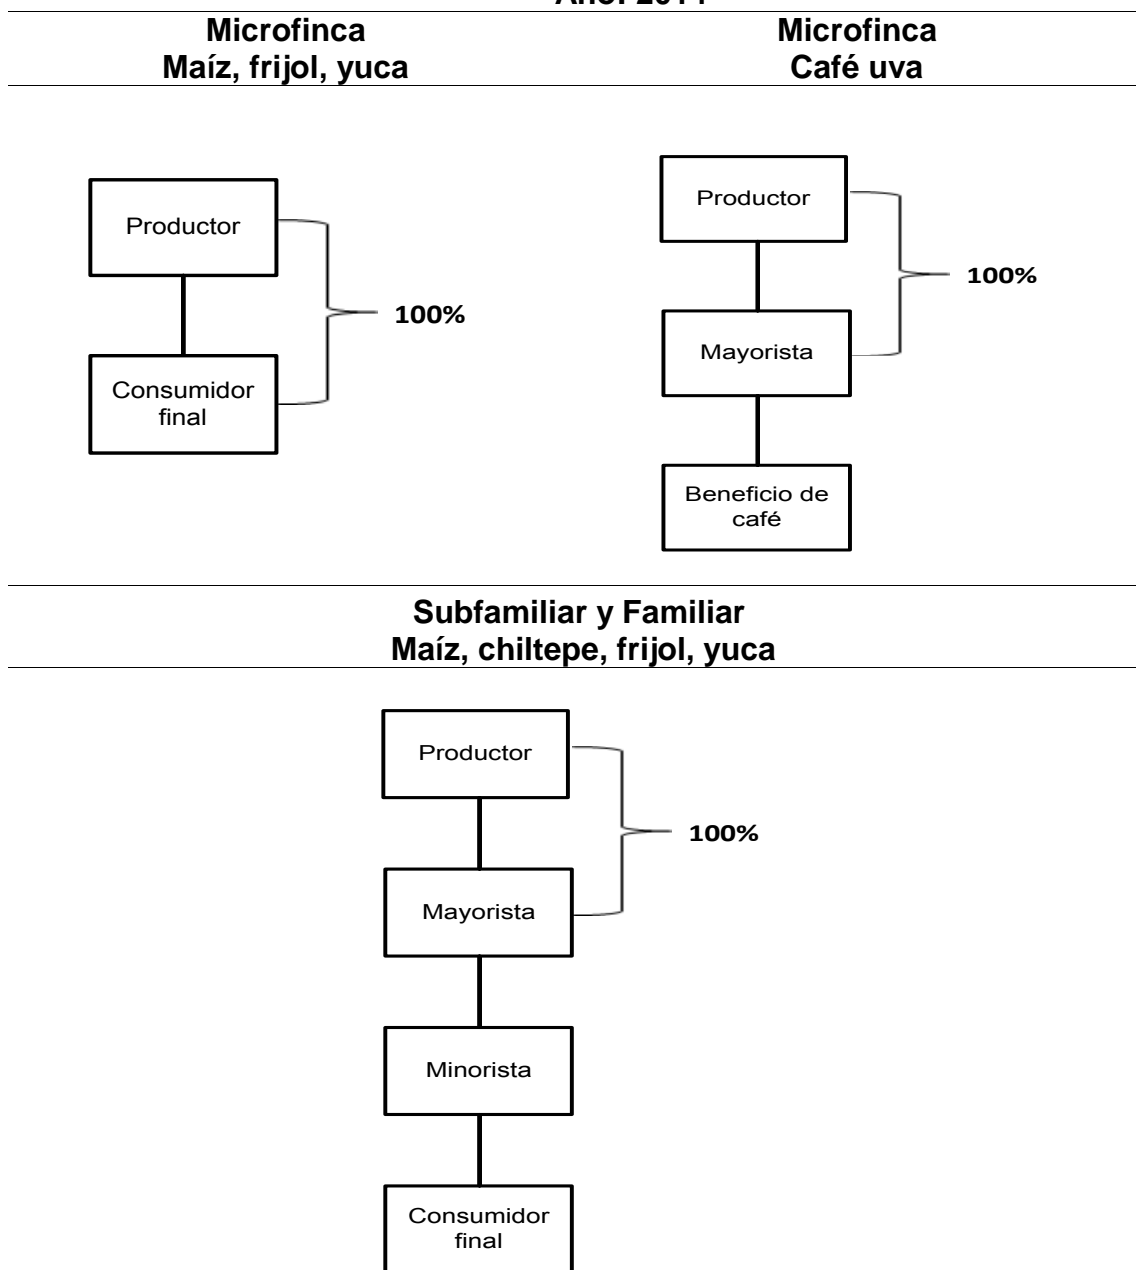 Microfinca
Maíz, frijol, yuca
Microfinca
Café uva
Productor
Consumidor
final
100%
Productor
Mayorista
Beneficio de
café
100%
Subfamiliar y Familiar
Maíz, chiltepe, frijol, yuca
Productor
100%
Mayorista
Minorista
Consumidor
final